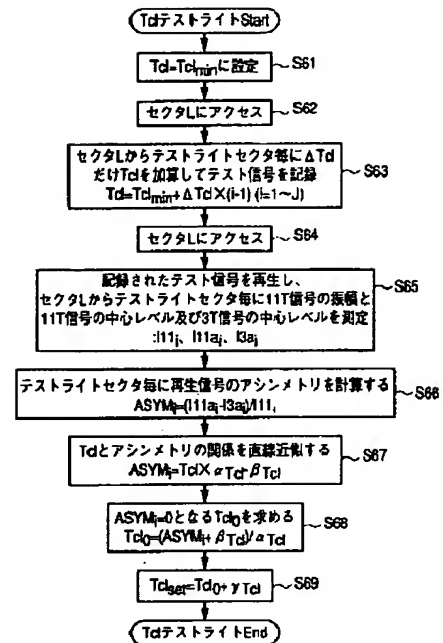 TclテストライトStart
Tcl=Tclminに設定
S61
セクタLにアクセス
S62
セクタLからテストライトセクタ毎にΔTcl
だけTclを加算してテスト信号を記録
Tcl=Tclmin+ΔTcl×(i-1) (i=1~J)
S63
セクタLにアクセス
S64
記録されたテスト信号を再生し、
セクタLからテストライトセクタ毎に11T信号の振幅と
11T信号の中心レベル及び3T信号の中心レベルを測定
:I11i、I11ai、I3ai
S65
テストライトセクタ毎に再生信号のアシンメトリを計算する
ASYMi=(I11ai-I3ai)/I11i
S66
Tclとアシンメトリの関係を直線近似する
ASYMi=Tcl×αTcl-βTcl
S67
ASYMi=0となるTcl0を求める
Tcl0=(ASYMi+βTcl)/αTcl
S68
Tclset=Tcl0+γTcl
S69
TclテストライトEnd